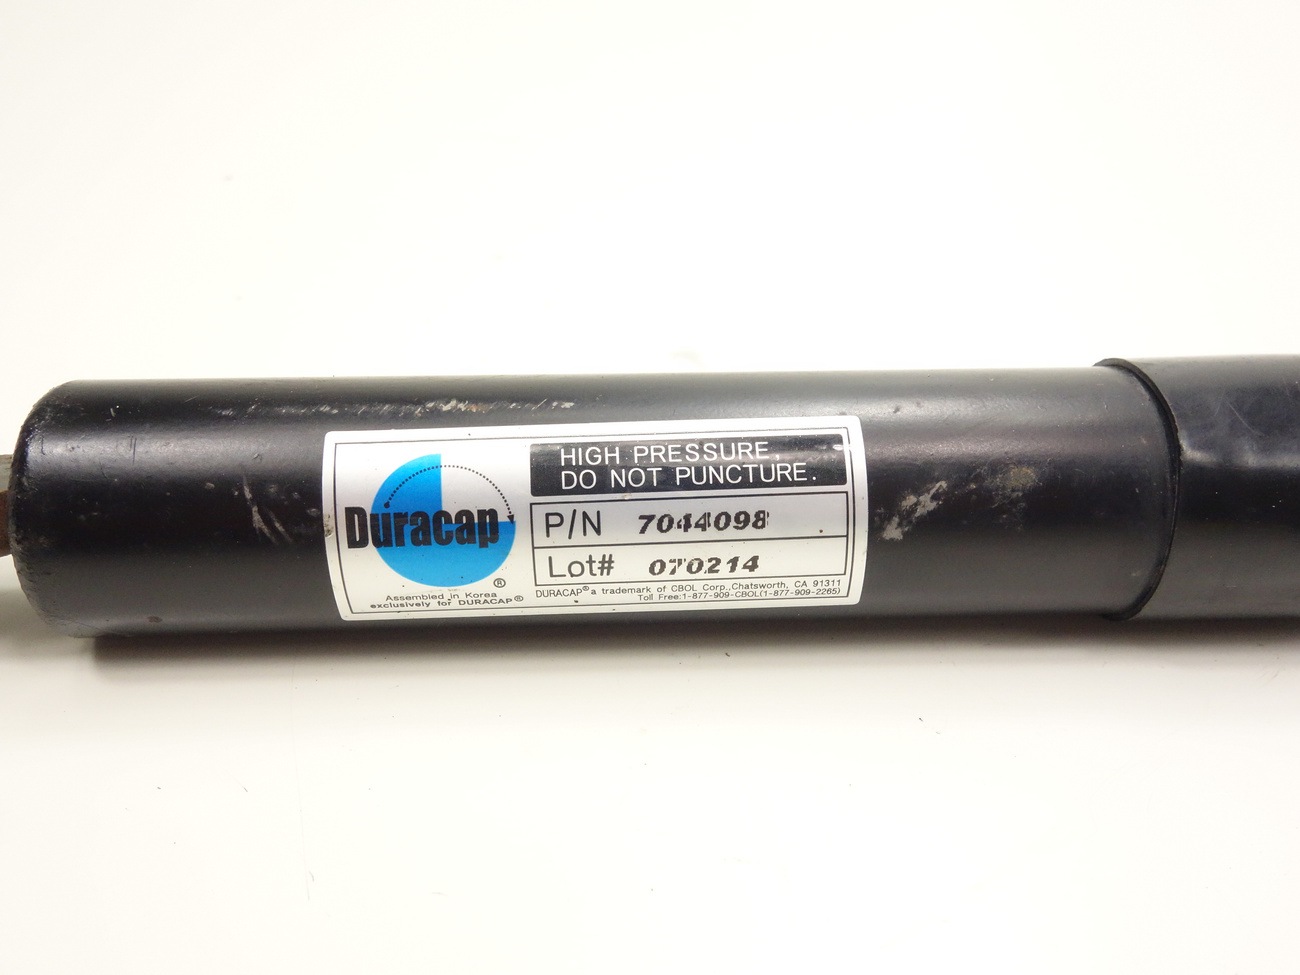 Duracap
®
Assembled in Korea
exclusively for DURACAP®
HIGH PRESSURE,
DO NOT PUNCTURE.
P/N 7044098
Lot# 070214
DURACAP® a trademark of CBOL Corp.,Chatsworth, CA 91311
Toll Free:1-877-909-CBOL(1-877-909-2265)